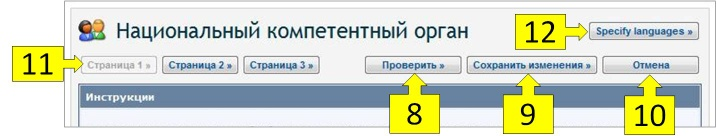 Национальный компетентный орган
12
Specify languages »
11
Страница 1 » Страница 2 » Страница 3 » Проверить » Сохранить изменения » Отмена
Инструкции
8 9 10